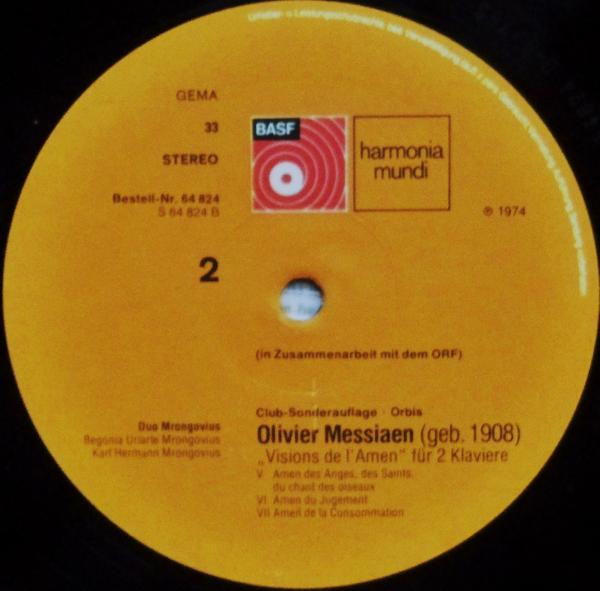 Urheber- u. Leistungsschutzrechte
GEMA
33
STEREO
Bestell-Nr. 64 824
S 64 824 B
BASF
harmonia
mundi
℗ 1974
2
(in Zusammenarbeit mit dem ORF)
Duo Mrongovius
Begonia Uriarte Mrongovius
Karl Hermann Mrongovius
Club-Sonderauflage · Orbis
Olivier Messiaen (geb. 1908)
„Visions de l'Amen" für 2 Klaviere
V Amen des Anges, des Saints,
du chant des oiseaux
VI Amen du Jugement
VII Amen de la Consommation